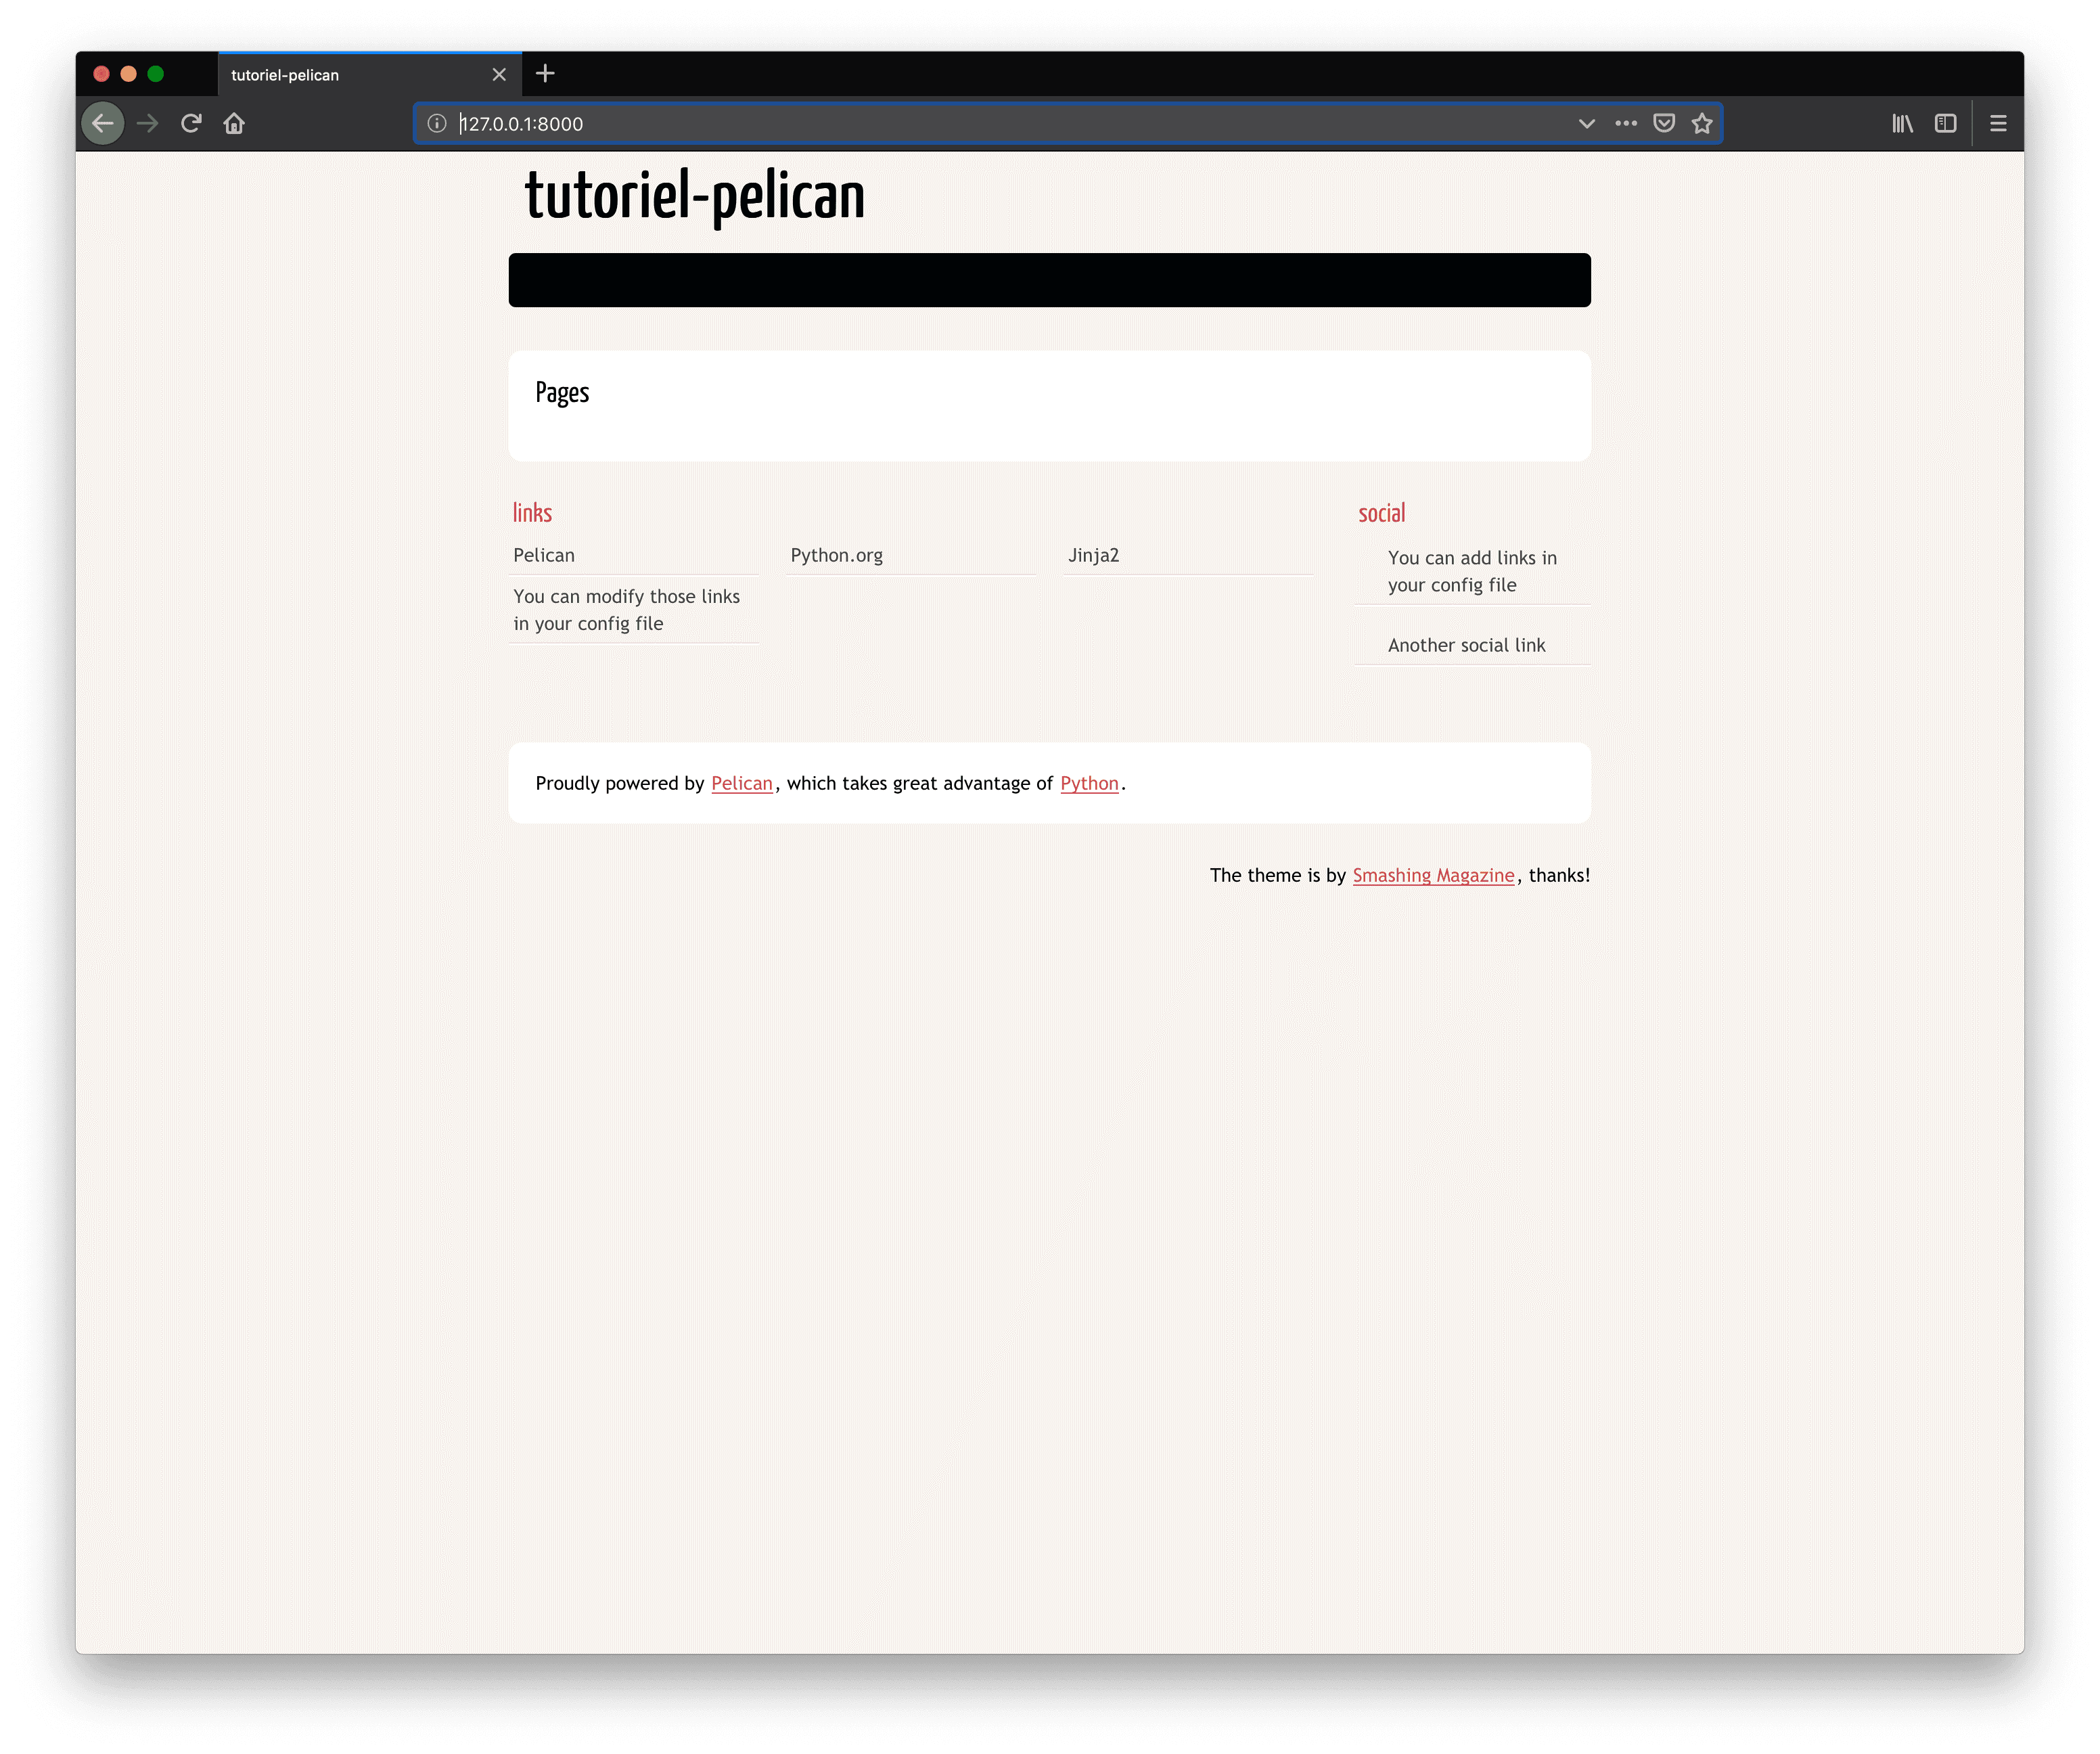 tutoriel-pelican
127.0.0.1:8000
tutoriel-pelican
Pages
links
Pelican
Python.org
Jinja2
You can modify those links
in your config file
social
You can add links in
your config file
Another social link
Proudly powered by Pelican, which takes great advantage of Python.
The theme is by Smashing Magazine, thanks!